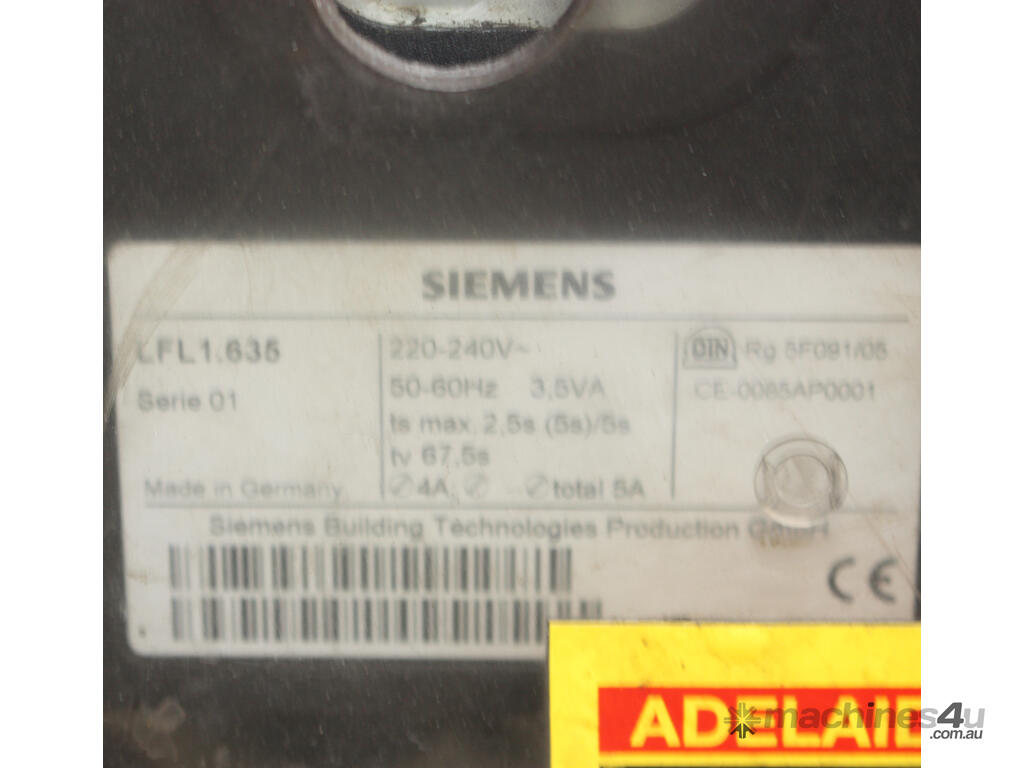 SIEMENS
LFL1.635
Serie 01
Made in Germany
220-240V~
50-60Hz 3,5VA
ts max. 2,5s (5s)/5s
tv 67,5s
4A total 5A
DIN Rg 5F091/05
CE-0085AP0001
Siemens Building Technologies Production GmbH
CE
ADELAID
machines4u
.com.au